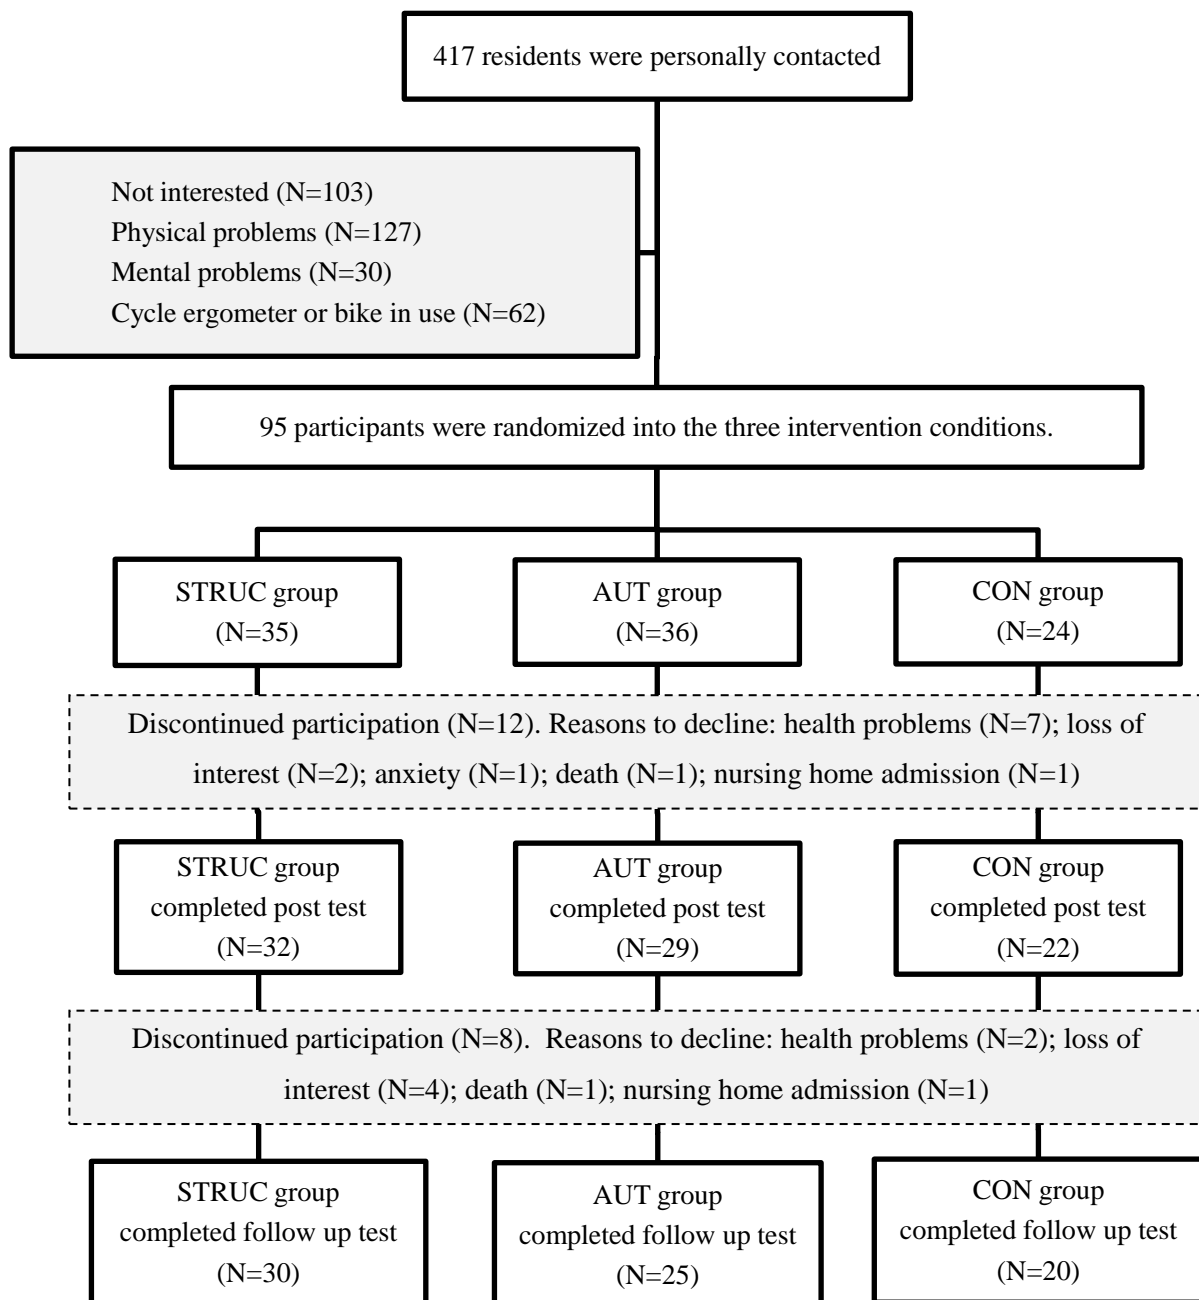 417 residents were personally contacted
Not interested (N=103)
Physical problems (N=127)
Mental problems (N=30)
Cycle ergometer or bike in use (N=62)
95 participants were randomized into the three intervention conditions.
STRUC group
(N=35)
AUT group
(N=36)
CON group
(N=24)
Discontinued participation (N=12). Reasons to decline: health problems (N=7); loss of
interest (N=2); anxiety (N=1); death (N=1); nursing home admission (N=1)
STRUC group
completed post test
(N=32)
AUT group
completed post test
(N=29)
CON group
completed post test
(N=22)
Discontinued participation (N=8).  Reasons to decline: health problems (N=2); loss of
interest (N=4); death (N=1); nursing home admission (N=1)
STRUC group
completed follow up test
(N=30)
AUT group
completed follow up test
(N=25)
CON group
completed follow up test
(N=20)